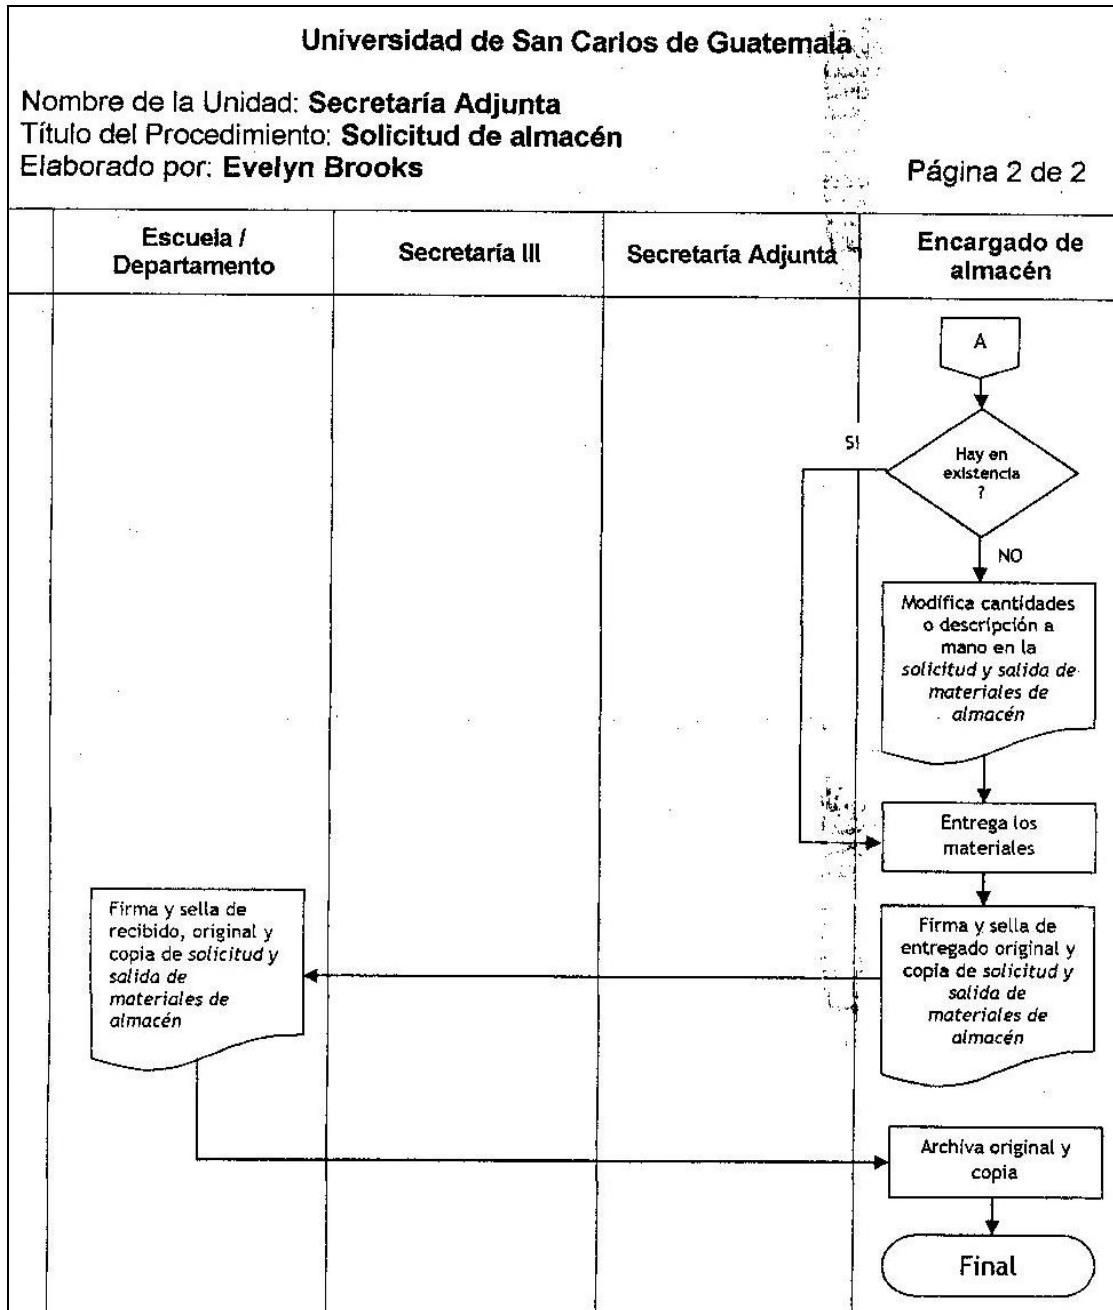 Universidad de San Carlos de Guatemala
Nombre de la Unidad: Secretaría Adjunta
Título del Procedimiento: Solicitud de almacén
Elaborado por: Evelyn Brooks
Página 2 de 2
Escuela /
Departamento
Secretaría III
Secretaría Adjunta
Encargado de
almacén
A
Hay en
existencia
?
SI
NO
Modifica cantidades
o descripción a
mano en la
solicitud y salida de
materiales de
almacén
Entrega los
materiales
Firma y sella de
entregado original y
copia de solicitud y
salida de
materiales de
almacén
Firma y sella de
recibido, original y
copia de solicitud y
salida de
materiales de
almacén
Archiva original y
copia
Final